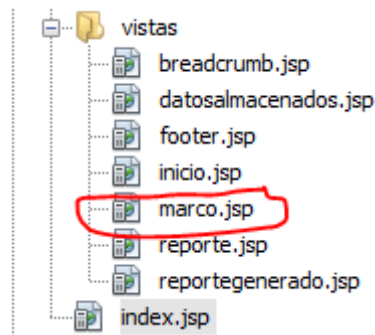 vistas
breadcrumb.jsp
datosalmacenados.jsp
footer.jsp
inicio.jsp
marco.jsp
reporte.jsp
reportegenerado.jsp
index.jsp